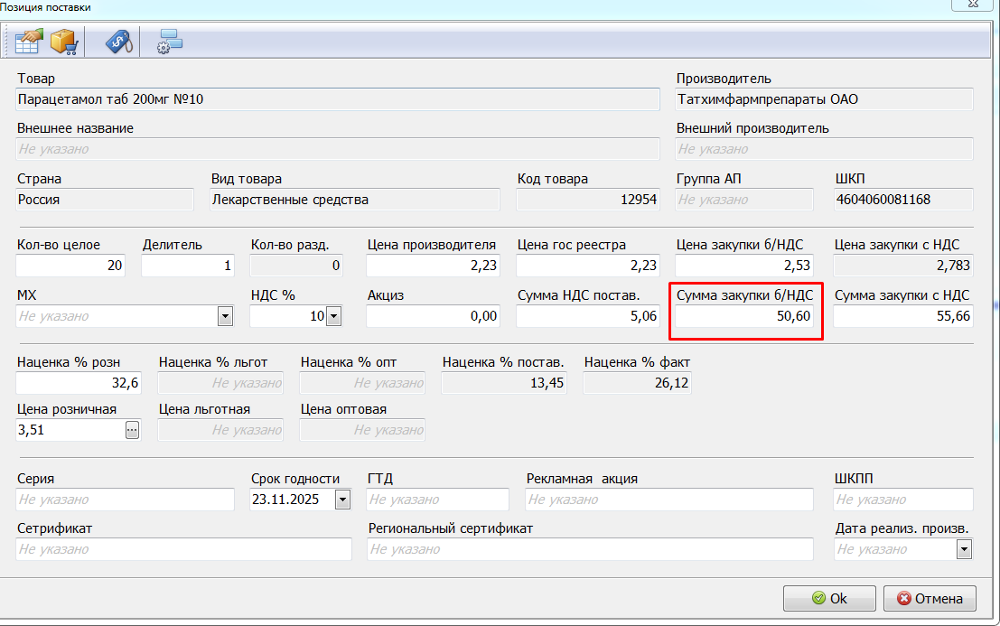 Позиция поставки
Товар Производитель
Парацетамол таб 200мг №10 Татхимфармпрепараты ОАО
Внешнее название Внешний производитель
Не указано Не указано
Страна Вид товара Код товара Группа АП ШКП
Россия Лекарственные средства 12954 Не указано 4604060081168
Кол-во целое Делитель Кол-во разд. Цена производителя Цена гос реестра Цена закупки б/НДС Цена закупки с НДС
20 1 0 2,23 2,23 2,53 2,783
МХ НДС % Акциз Сумма НДС постав. Сумма закупки б/НДС Сумма закупки с НДС
Не указано 10 0,00 5,06 50,60 55,66
Наценка % розн Наценка % льгот Наценка % опт Наценка % постав. Наценка % факт
32,6 Не указано Не указано 13,45 26,12
Цена розничная Цена льготная Цена оптовая
3,51 ... Не указано Не указано
Серия Срок годности ГТД Рекламная акция ШКПП
Не указано 23.11.2025 Не указано Не указано Не указано
Сетрификат Региональный сертификат Дата реализ. произв.
Не указано Не указано Не указано
Ok Отмена